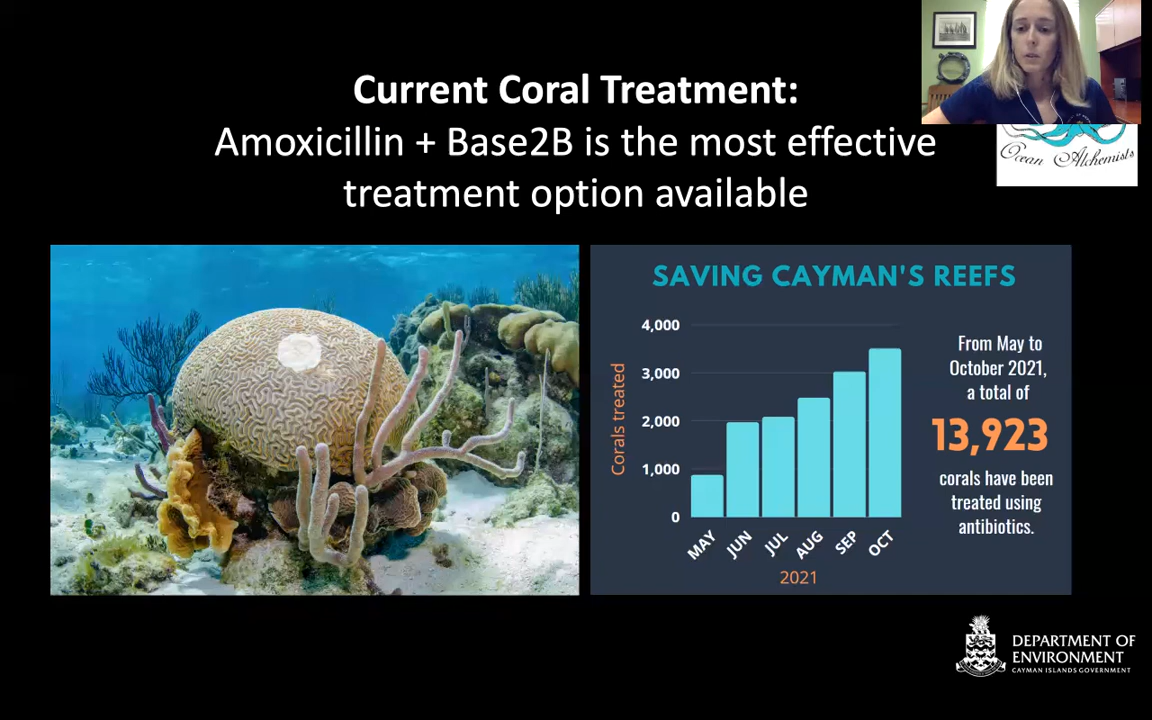 Current Coral Treatment:
Amoxicillin + Base2B is the most effective
treatment option available
Ocean Alchemists
SAVING CAYMAN'S REEFS
4,000
3,000
2,000
1,000
0
Corals treated
MAY
JUN
JUL
AUG
SEP
OCT
2021
From May to
October 2021,
a total of
13,923
corals have been
treated using
antibiotics.
DEPARTMENT OF
ENVIRONMENT
CAYMAN ISLANDS GOVERNMENT